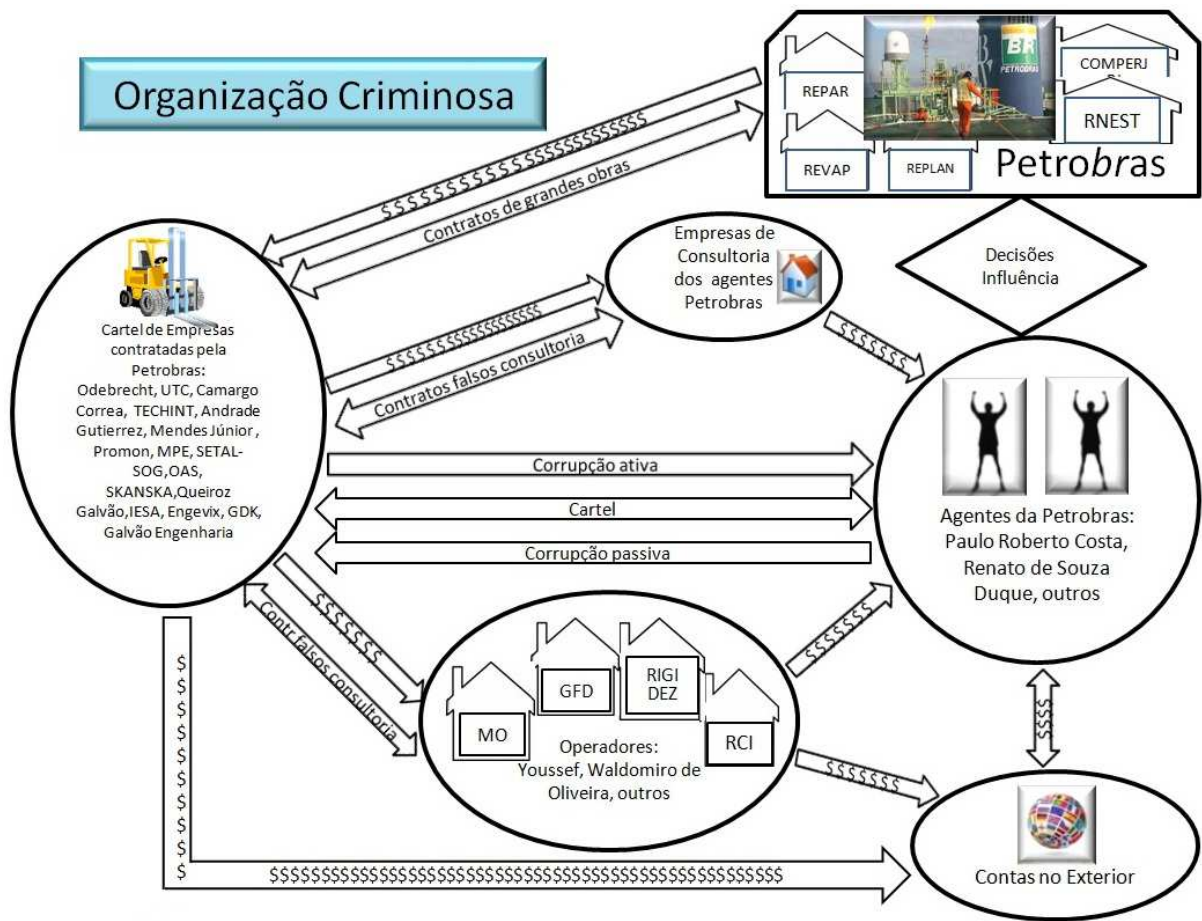 Organização Criminosa
REPAR
BR
PETROBRAS
COMPERJ
RNEST
REVAP
REPLAN
Petrobras
$$$$$$$$$$$$$$$$$$$$$$$$$
Contratos de grandes obras
Empresas de
Consultoria
dos agentes
Petrobras
Decisões
Influência
Cartel de Empresas
contratadas pela
Petrobras:
Odebrecht, UTC, Camargo
Correa, TECHINT, Andrade
Gutierrez, Mendes Júnior ,
Promon, MPE, SETAL-
SOG,OAS,
SKANSKA,Queiroz
Galvão,IESA, Engevix, GDK,
Galvão Engenharia
$$$$$$$$$$$$$$$$$$$
Contratos falsos consultoria
$$$$$$$
Corrupção ativa
Cartel
Corrupção passiva
Agentes da Petrobras:
Paulo Roberto Costa,
Renato de Souza
Duque, outros
$$$$$$$
Contr falsos consultoria
MO
GFD
RIGI
DEZ
RCI
Operadores:
Youssef, Waldomiro de
Oliveira, outros
$$$$$$$
$$$$$$$
$$$$
Contas no Exterior
$
$
$
$
$
$
$
$
$
$
$$$$$$$$$$$$$$$$$$$$$$$$$$$$$$$$$$$$$$$$$$$$$$$$$$